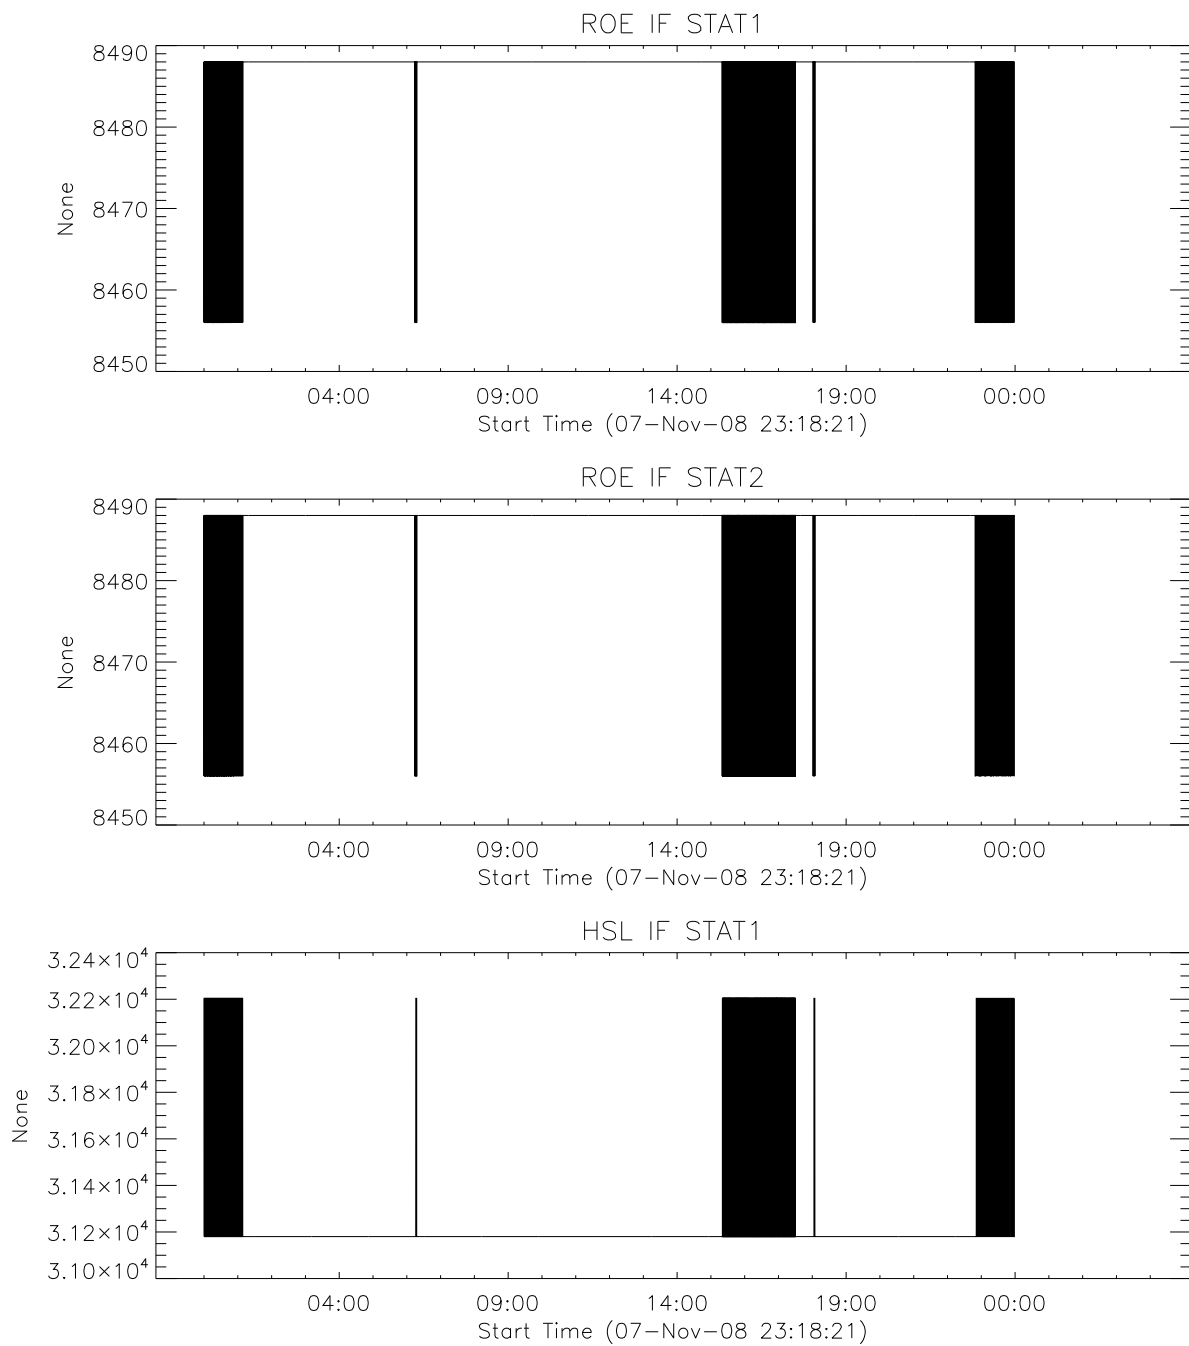 ROE IF STAT1
8490
8480
8470
8460
8450
None
04:00 09:00 14:00 19:00 00:00
Start Time (07-Nov-08 23:18:21)
ROE IF STAT2
8490
8480
8470
8460
8450
None
04:00 09:00 14:00 19:00 00:00
Start Time (07-Nov-08 23:18:21)
HSL IF STAT1
3.24×10⁴
3.22×10⁴
3.20×10⁴
3.18×10⁴
3.16×10⁴
3.14×10⁴
3.12×10⁴
3.10×10⁴
None
04:00 09:00 14:00 19:00 00:00
Start Time (07-Nov-08 23:18:21)